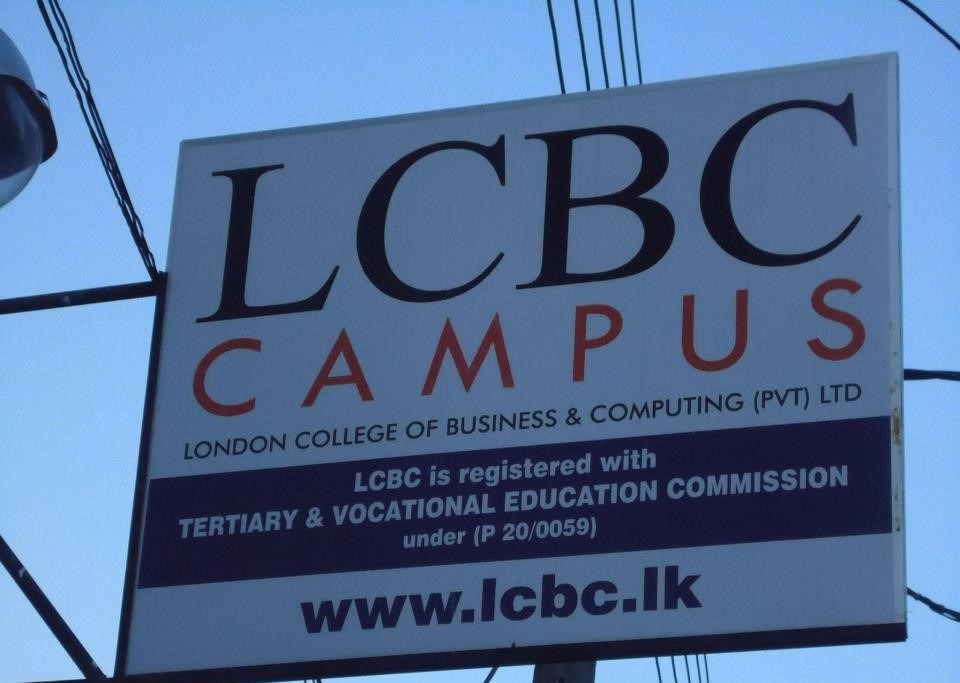 LCBC
CAMPUS
LONDON COLLEGE OF BUSINESS & COMPUTING (PVT) LTD
LCBC is registered with
TERTIARY & VOCATIONAL EDUCATION COMMISSION
under (P 20/0059)
www.lcbc.lk